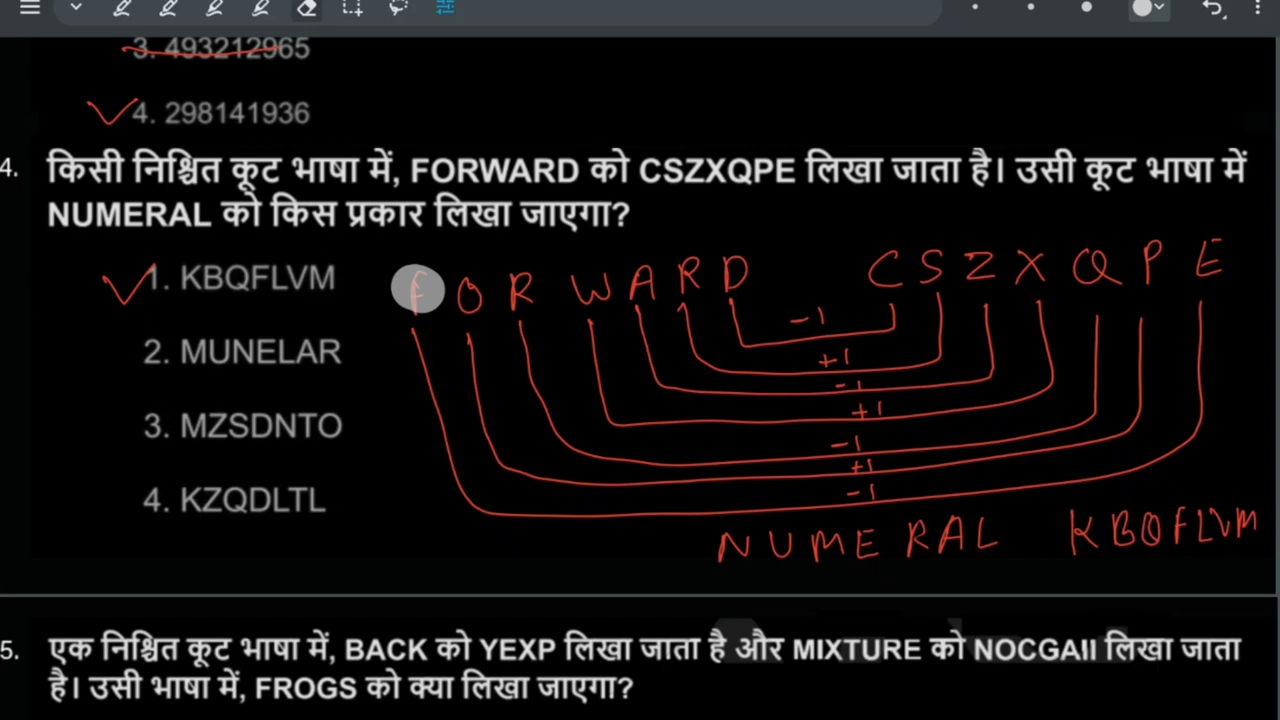 3. 493212965
4. 298141936
4. किसी निश्चित कूट भाषा में, FORWARD को CSZXQPE लिखा जाता है। उसी कूट भाषा में
NUMERAL को किस प्रकार लिखा जाएगा?
1. KBQFLVM
F O R W A R D C S Z X Q P E
-1
+1
2. MUNELAR
-1
+1
3. MZSDNTO
-1
+1
-1
4. KZQDLTL
NUMERAL KBQFLVM
5. एक निश्चित कूट भाषा में, BACK को YEXP लिखा जाता है और MIXTURE को NOCGAII लिखा जाता
है। उसी भाषा में, FROGS को क्या लिखा जाएगा?